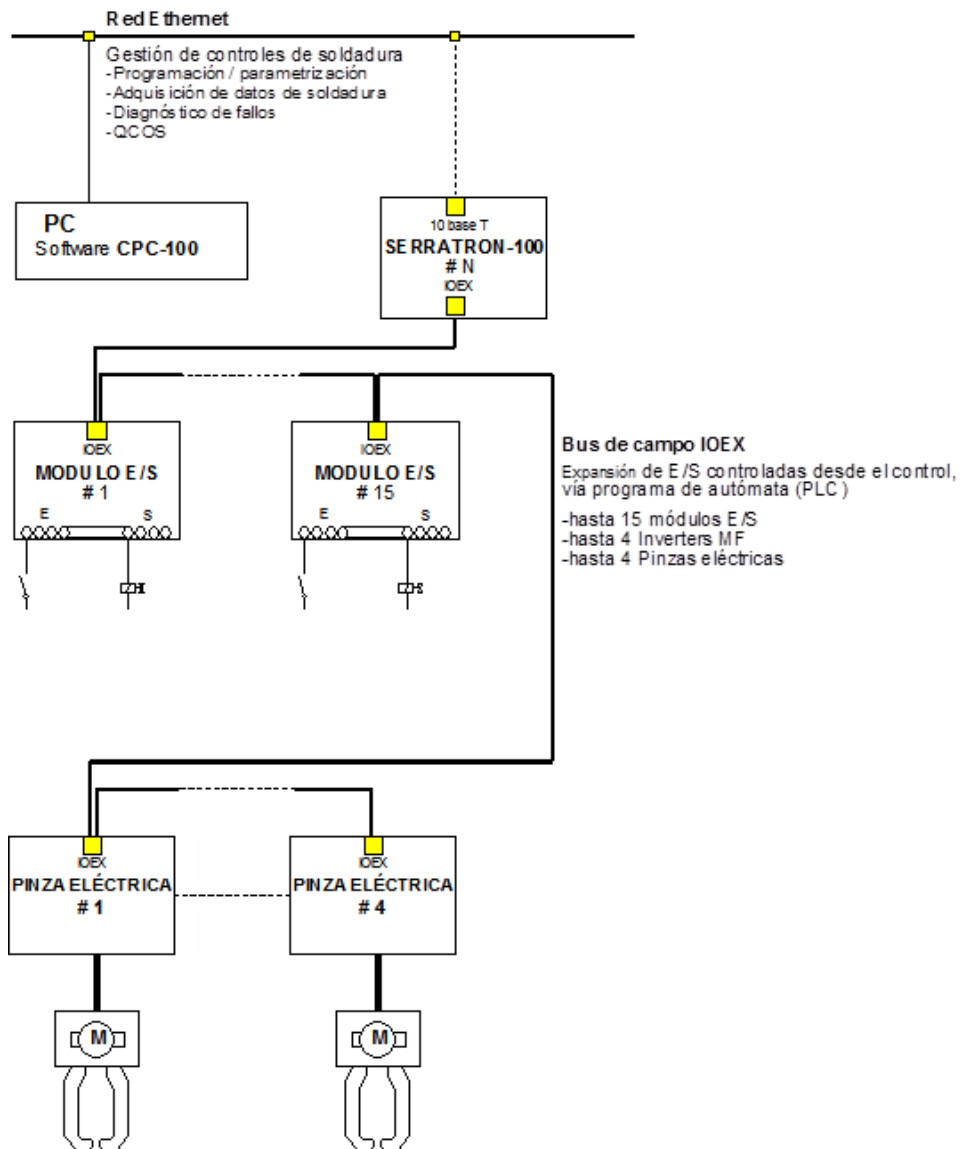 Red Ethernet
Gestión de controles de soldadura
-Programación / parametrización
-Adquisición de datos de soldadura
-Diagnóstico de fallos
-QCOS
PC
Software CPC-100
10 base T
SERRATRON-100
# N
IOEX
IOEX
MODULO E/S
# 1
E S
IOEX
MODULO E/S
# 15
E S
Bus de campo IOEX
Expansión de E/S controladas desde el control,
vía programa de autómata (PLC)
-hasta 15 módulos E/S
-hasta 4 Inverters MF
-hasta 4 Pinzas eléctricas
IOEX
PINZA ELÉCTRICA
# 1
IOEX
PINZA ELÉCTRICA
# 4
M
M